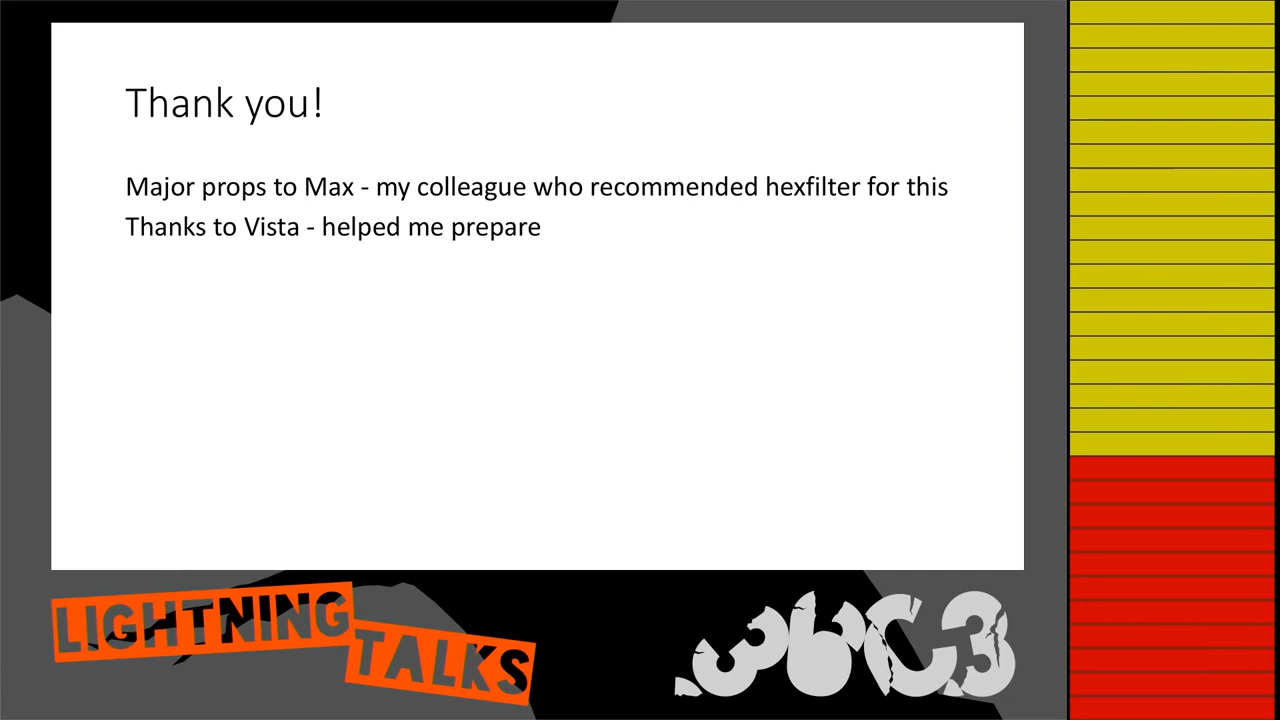 Thank you!
Major props to Max - my colleague who recommended hexfilter for this
Thanks to Vista - helped me prepare
LIGHTNING
TALKS
36C3